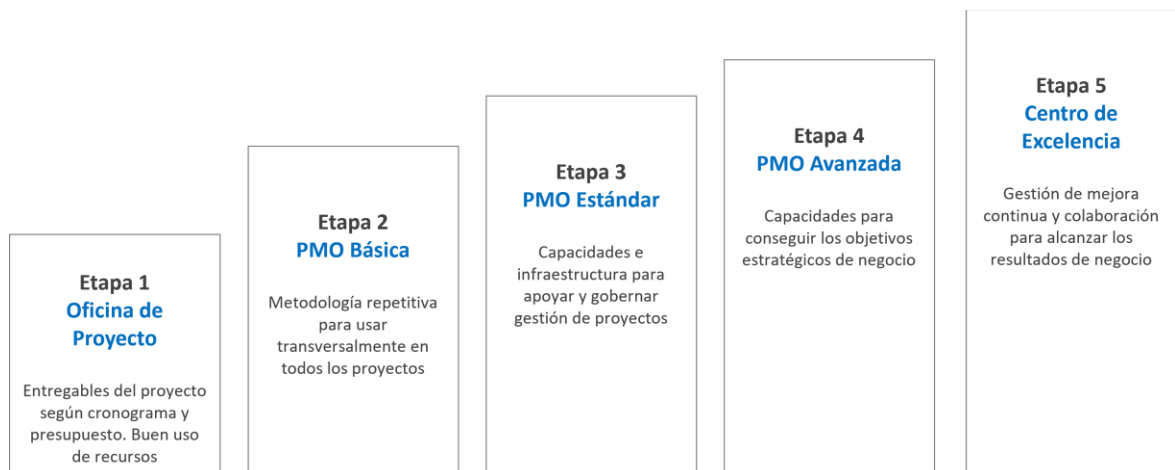 Etapa 1
Oficina de
Proyecto
Entregables del proyecto
según cronograma y
presupuesto. Buen uso
de recursos
Etapa 2
PMO Básica
Metodología repetitiva
para usar
transversalmente en
todos los proyectos
Etapa 3
PMO Estándar
Capacidades e
infraestructura para
apoyar y gobernar
gestión de proyectos
Etapa 4
PMO Avanzada
Capacidades para
conseguir los objetivos
estratégicos de negocio
Etapa 5
Centro de
Excelencia
Gestión de mejora
continua y colaboración
para alcanzar los
resultados de negocio